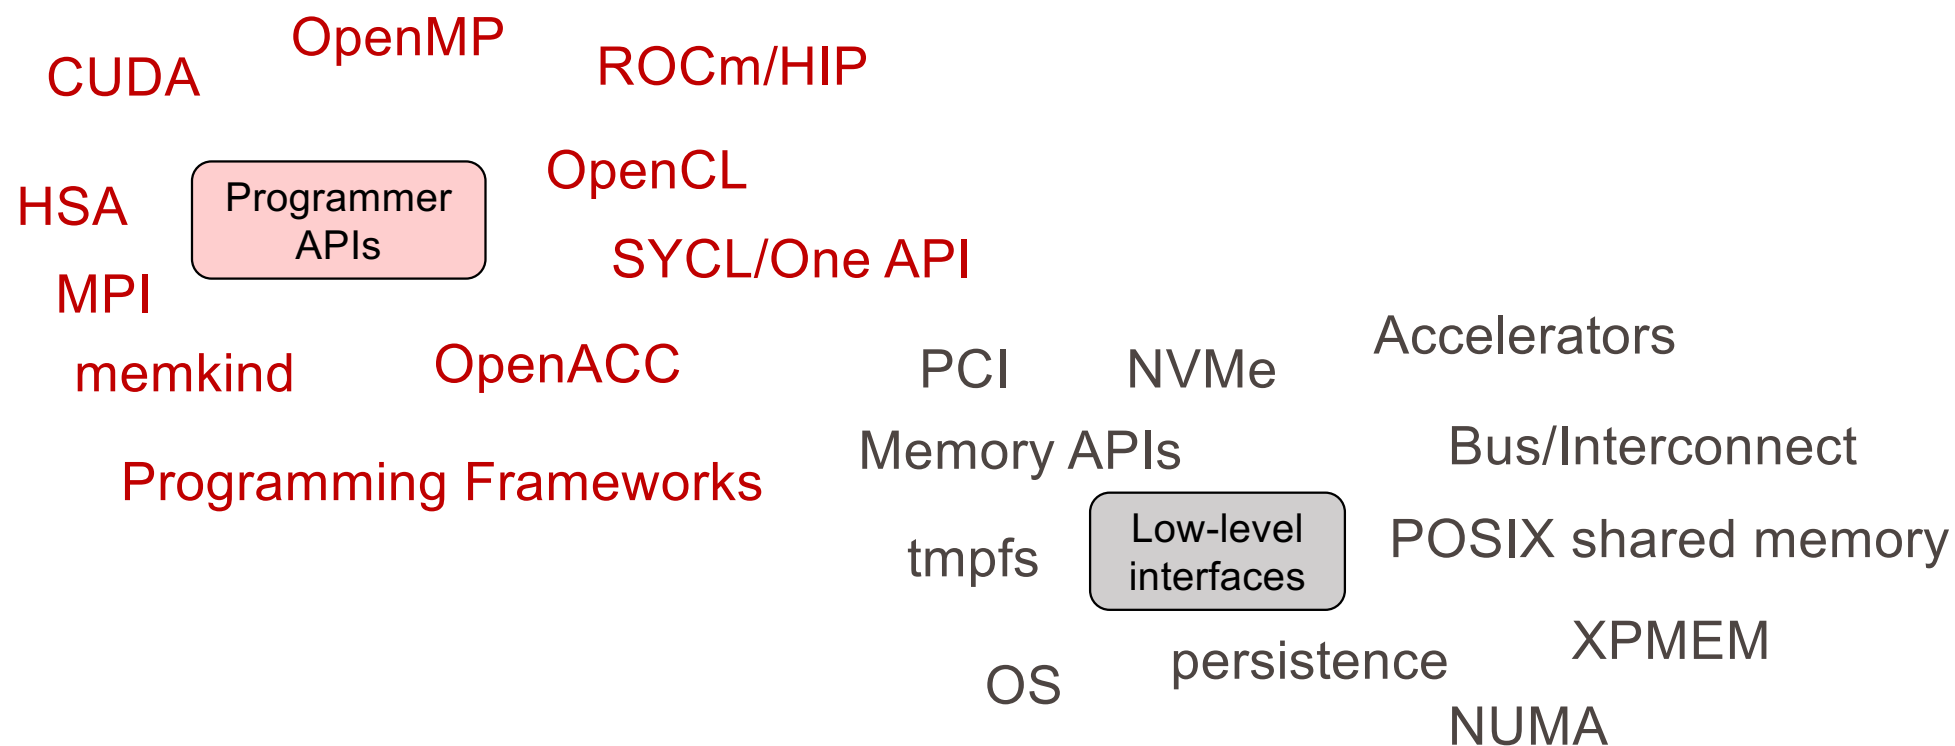 OpenMP
CUDA
ROCm/HIP
OpenCL
HSA
Programmer
APIs
SYCL/One API
MPI
memkind
OpenACC
Programming Frameworks
Accelerators
PCI
NVMe
Memory APIs
Bus/Interconnect
Low-level
interfaces
POSIX shared memory
tmpfs
XPMEM
persistence
OS
NUMA